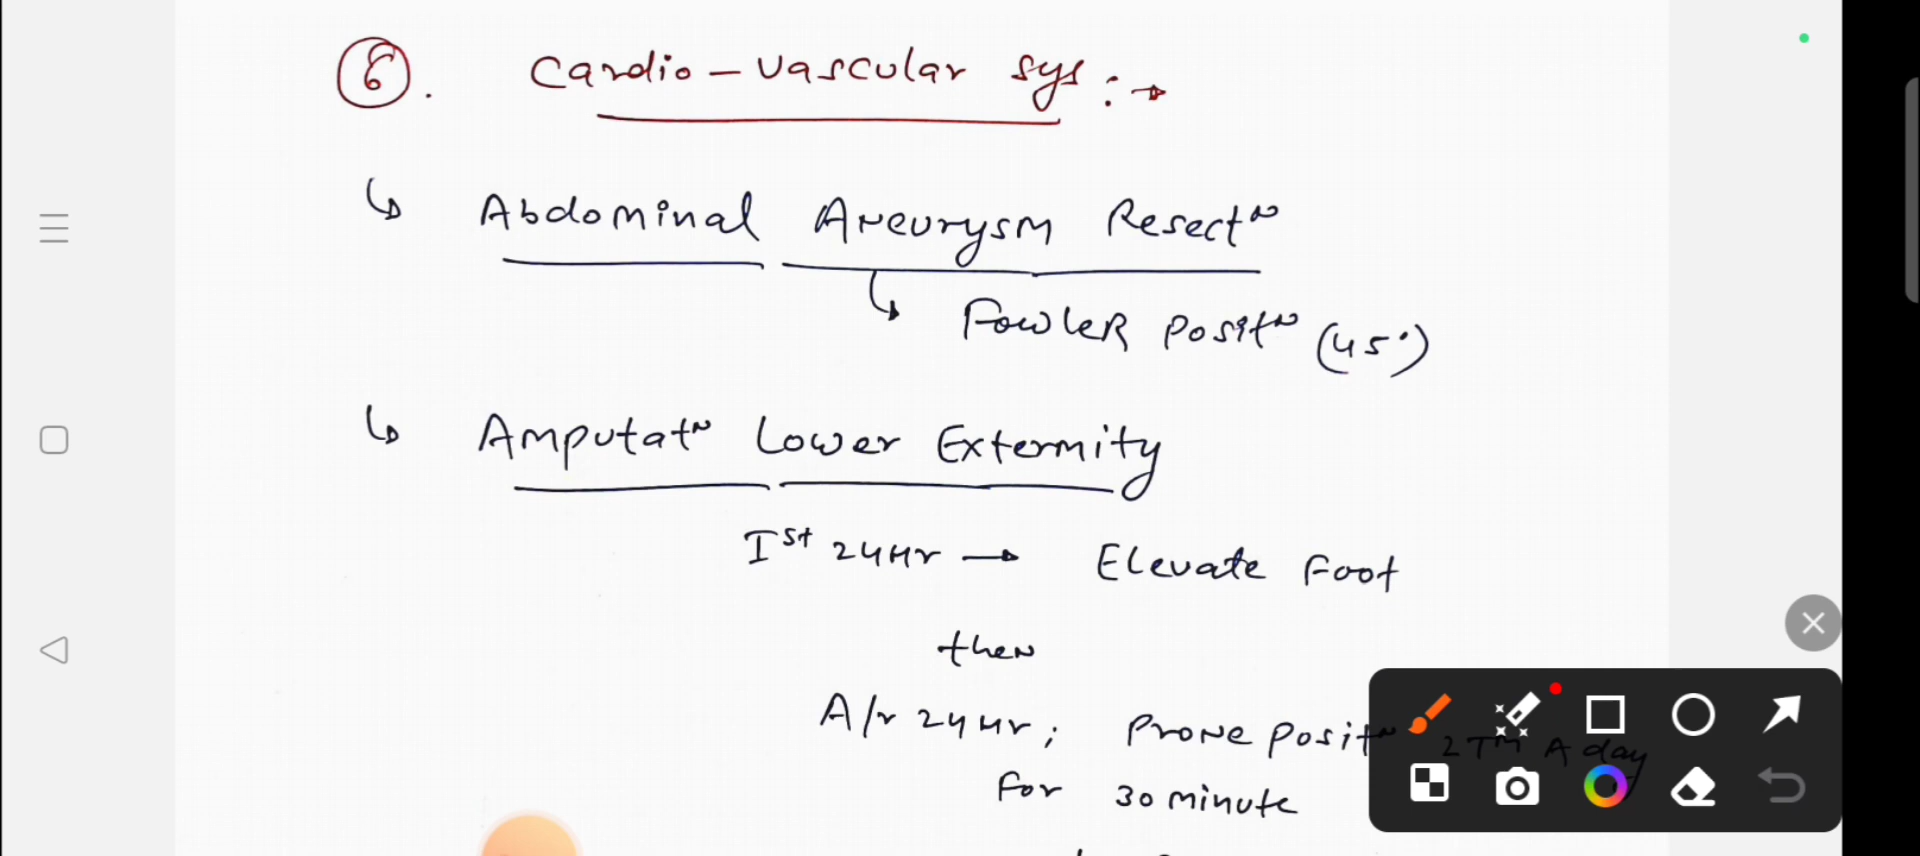 6. Cardio-vascular sys:→
↳ Abdominal Aneurysm Resectⁿ
↳ Fowler Positⁿ (45°)
↳ Amputatⁿ Lower Extermity
Ist 24Hr → Elevate Foot
then
A/r 24Hr; Prone Positⁿ 2 Tm A day
for 30 minute